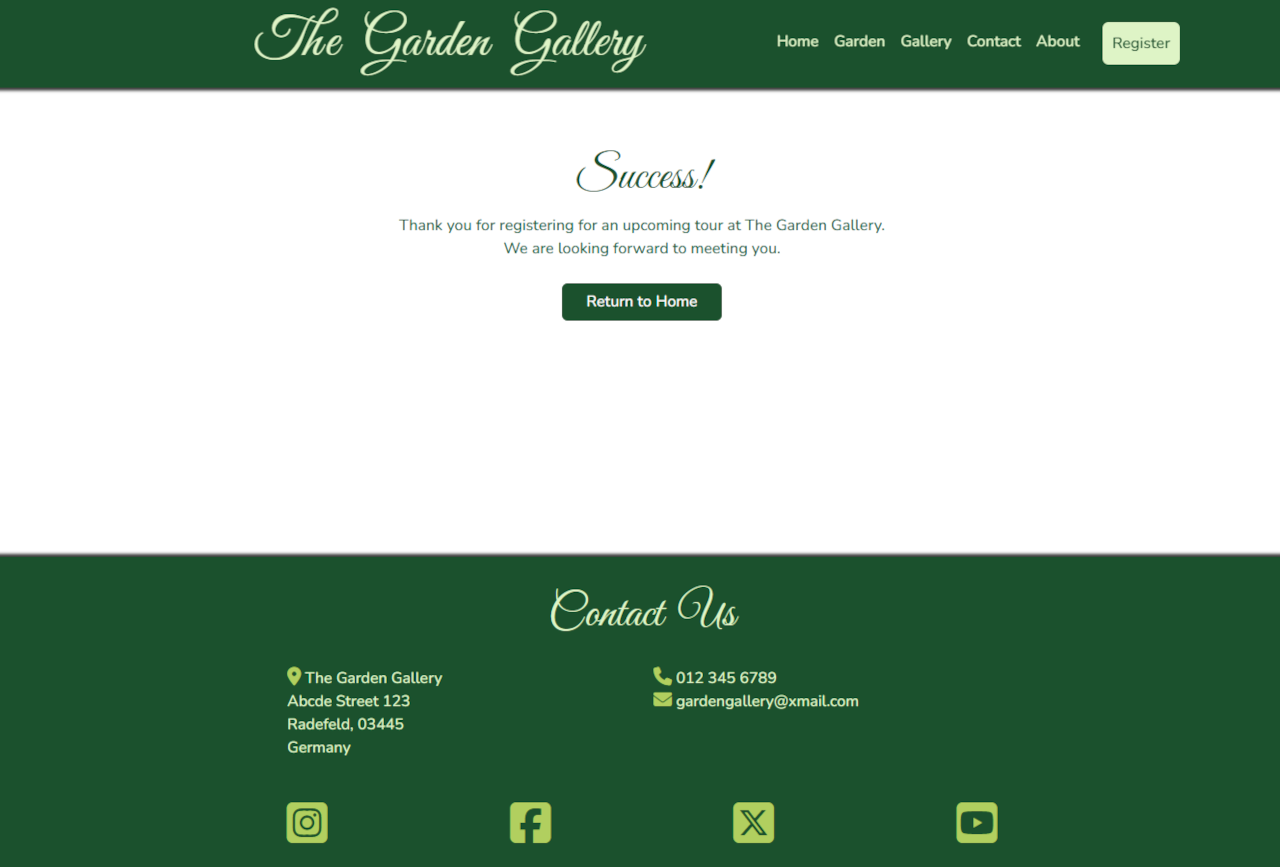 The Garden Gallery
Home Garden Gallery Contact About Register
Success!
Thank you for registering for an upcoming tour at The Garden Gallery.
We are looking forward to meeting you.
Return to Home
Contact Us
The Garden Gallery
Abcde Street 123
Radefeld, 03445
Germany
012 345 6789
gardengallery@xmail.com